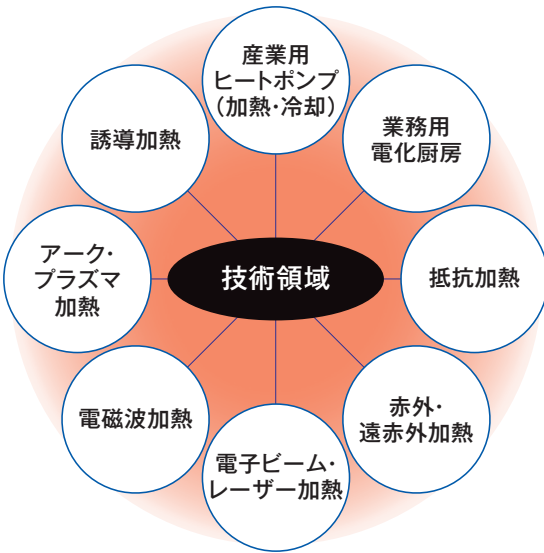 産業用
ヒートポンプ
(加熱・冷却)
業務用
電化厨房
抵抗加熱
赤外・
遠赤外加熱
電子ビーム・
レーザー加熱
電磁波加熱
アーク・
プラズマ
加熱
誘導加熱
技術領域